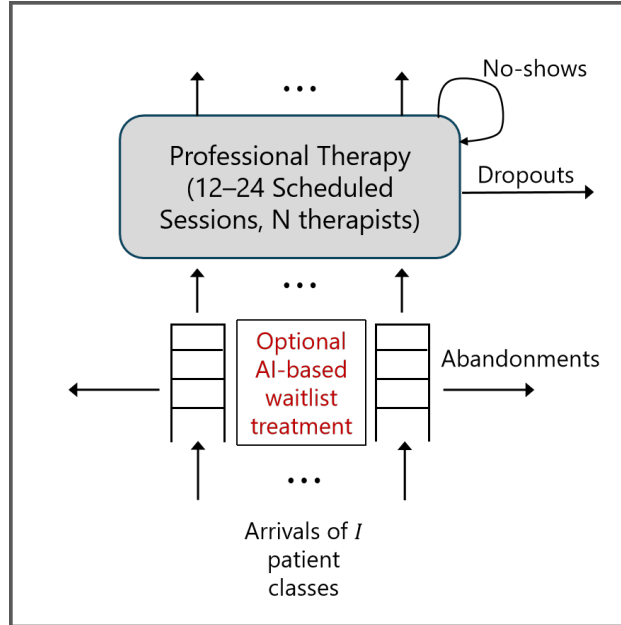 No-shows
...
Professional Therapy
(12–24 Scheduled
Sessions, N therapists)
Dropouts
...
Optional
AI-based
waitlist
treatment
Abandonments
...
Arrivals of I
patient
classes